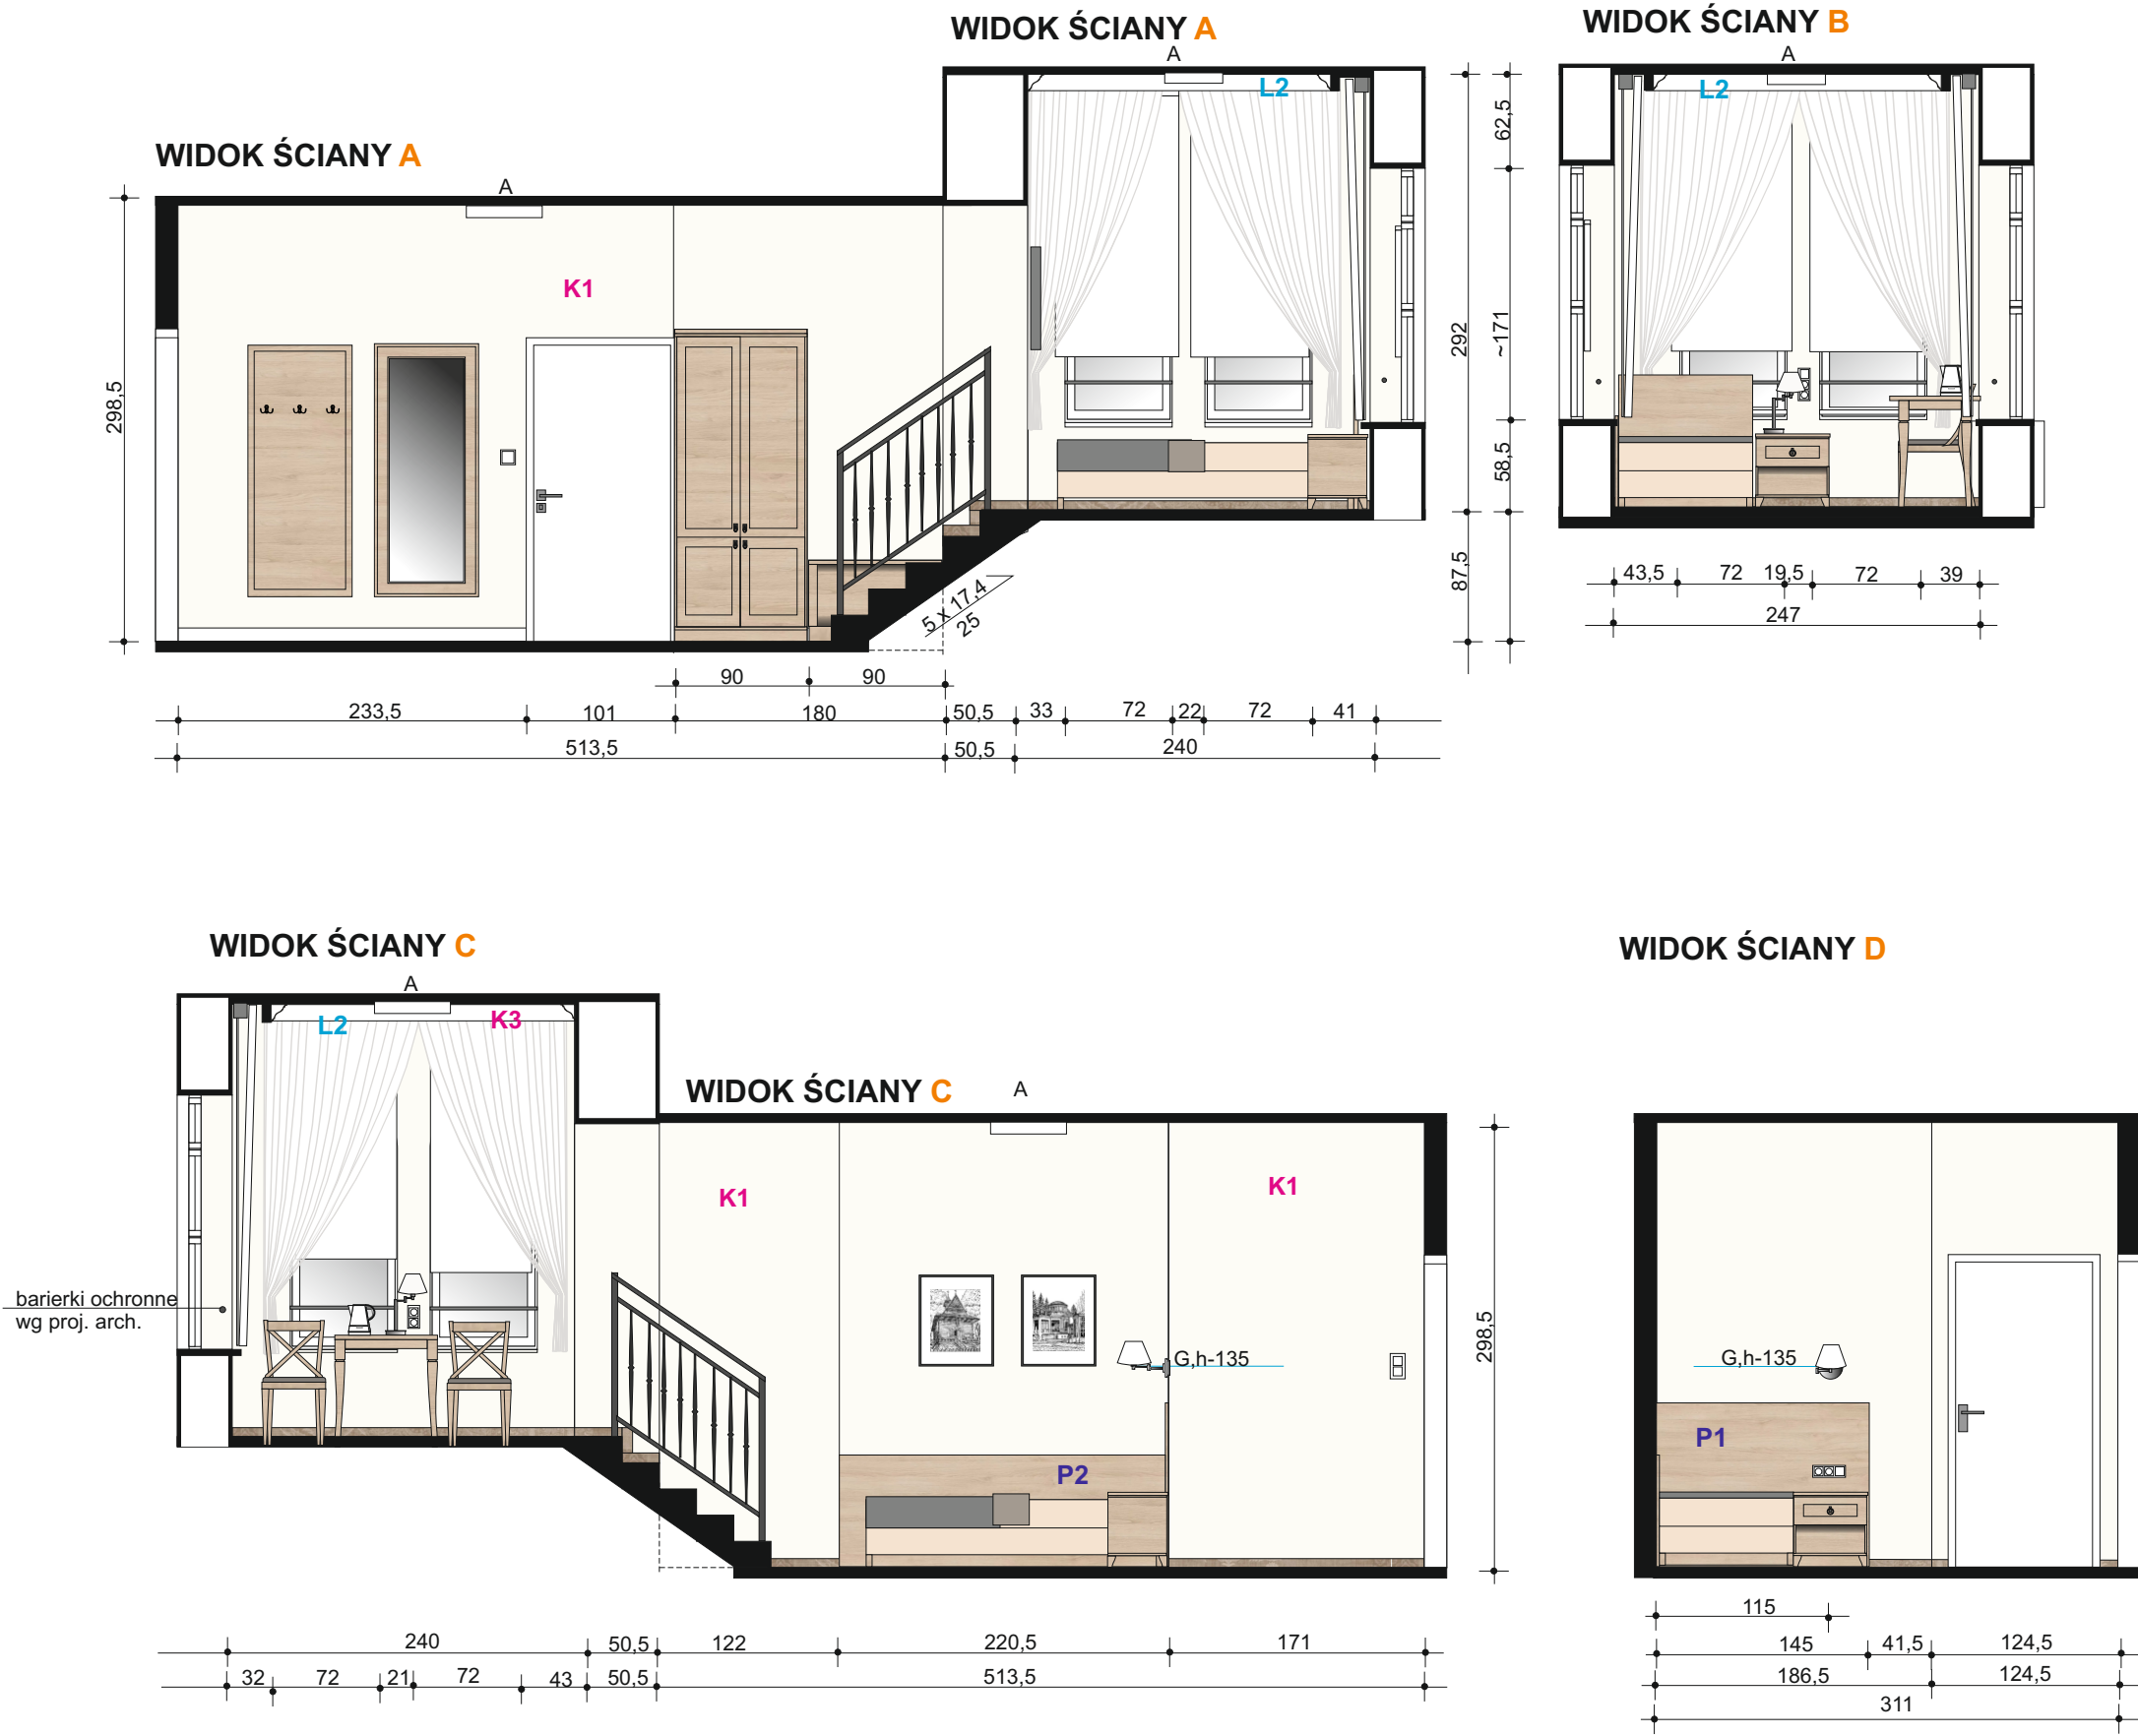 WIDOK ŚCIANY A
A
L2
WIDOK ŚCIANY B
A
L2
WIDOK ŚCIANY A
A
K1
298,5
292
87,5
62,5
~171
58,5
5 x 17,4
25
90
90
233,5
101
180
50,5
33
72
22
72
41
513,5
50,5
240
43,5
72
19,5
72
39
247
WIDOK ŚCIANY C
A
L2
K3
barierki ochronne
wg proj. arch.
WIDOK ŚCIANY C
A
K1
K1
G,h-135
P2
298,5
240
50,5
122
220,5
171
32
72
21
72
43
50,5
513,5
WIDOK ŚCIANY D
G,h-135
P1
115
145
41,5
124,5
186,5
124,5
311